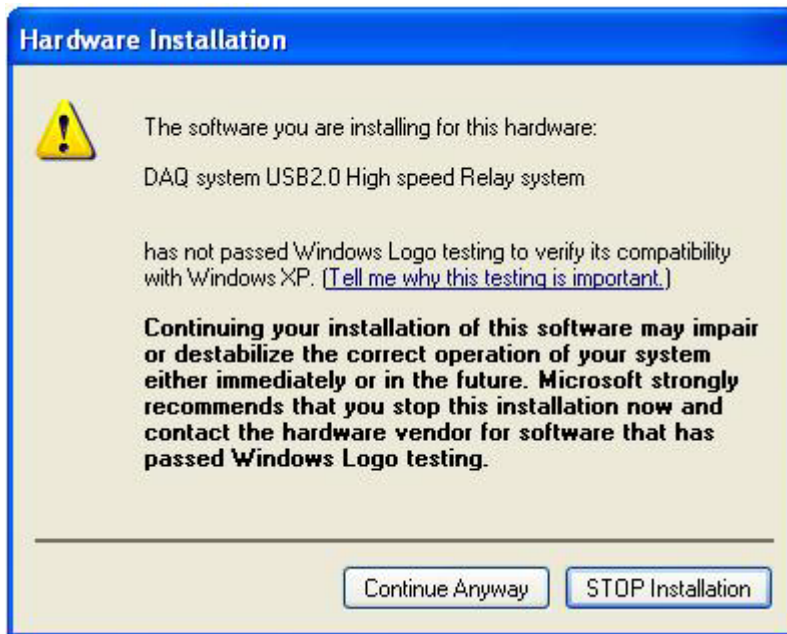 Hardware Installation
The software you are installing for this hardware:
DAQ system USB2.0 High speed Relay system
has not passed Windows Logo testing to verify its compatibility
with Windows XP. (Tell me why this testing is important.)
Continuing your installation of this software may impair
or destabilize the correct operation of your system
either immediately or in the future. Microsoft strongly
recommends that you stop this installation now and
contact the hardware vendor for software that has
passed Windows Logo testing.
Continue Anyway
STOP Installation